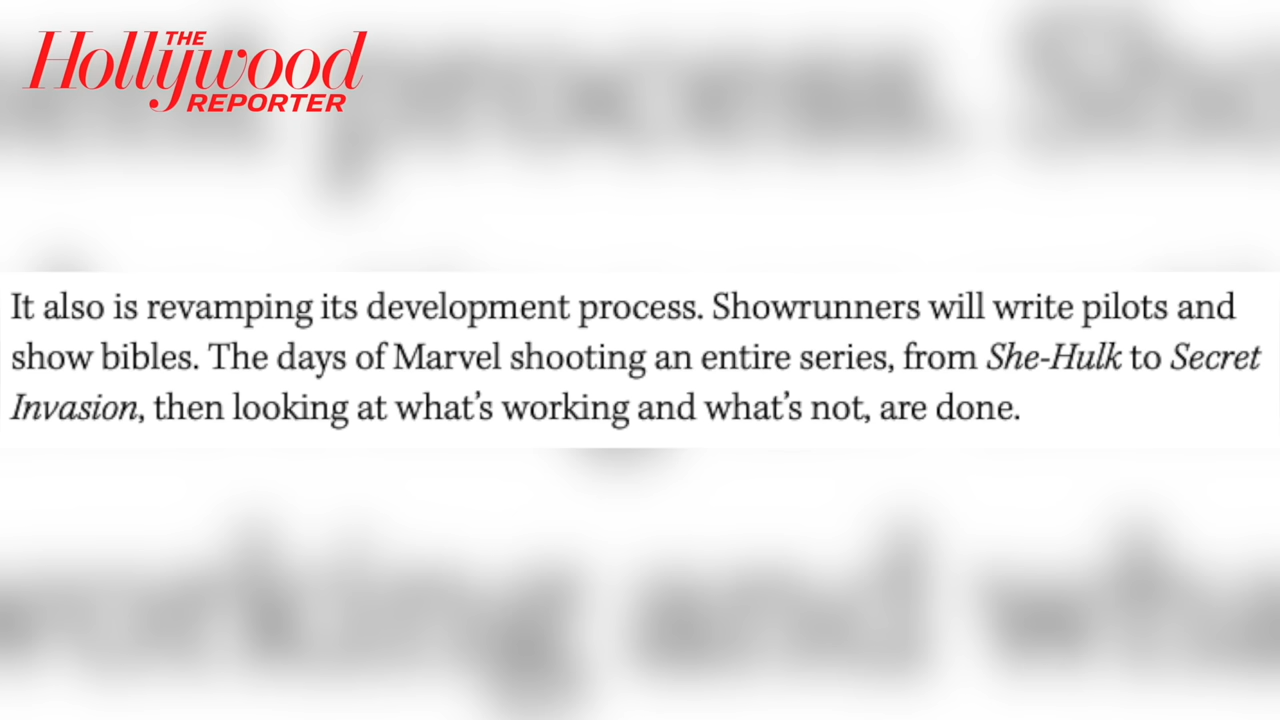 THE
Hollywood
REPORTER
It also is revamping its development process. Showrunners will write pilots and
show bibles. The days of Marvel shooting an entire series, from She-Hulk to Secret
Invasion, then looking at what’s working and what’s not, are done.